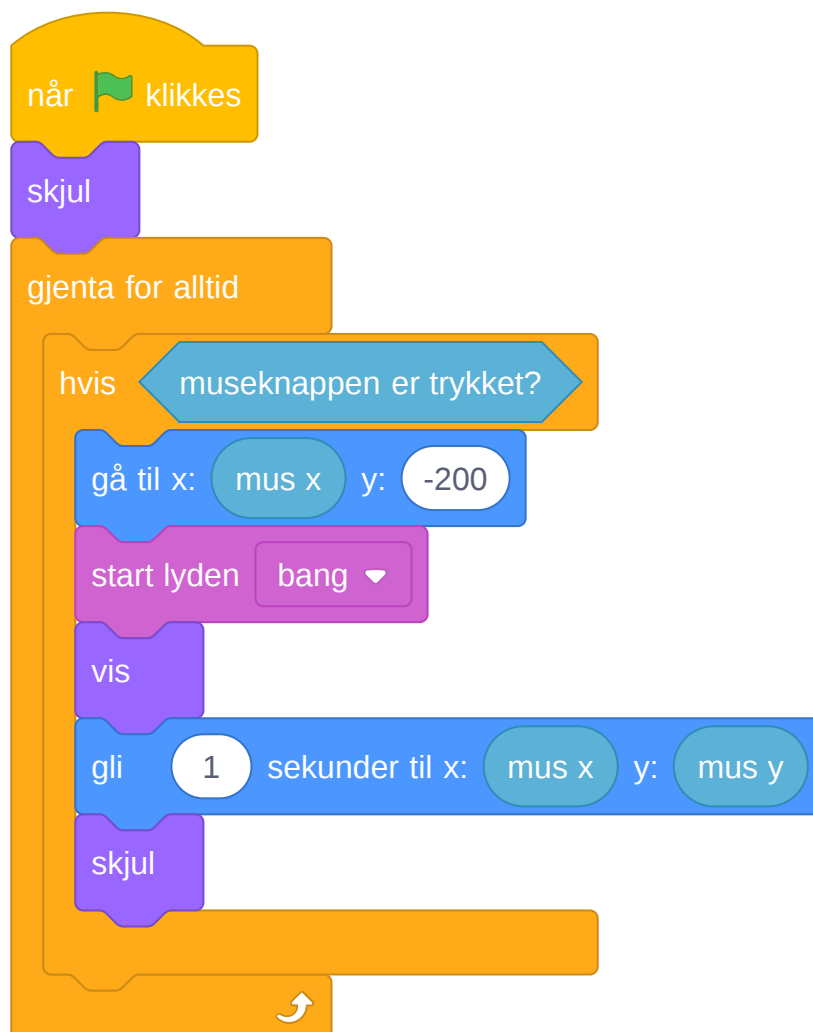 når klikkes
skjul
gjenta for alltid
hvis museknappen er trykket?
gå til x: mus x y: -200
start lyden bang
vis
gli 1 sekunder til x: mus x y: mus y
skjul